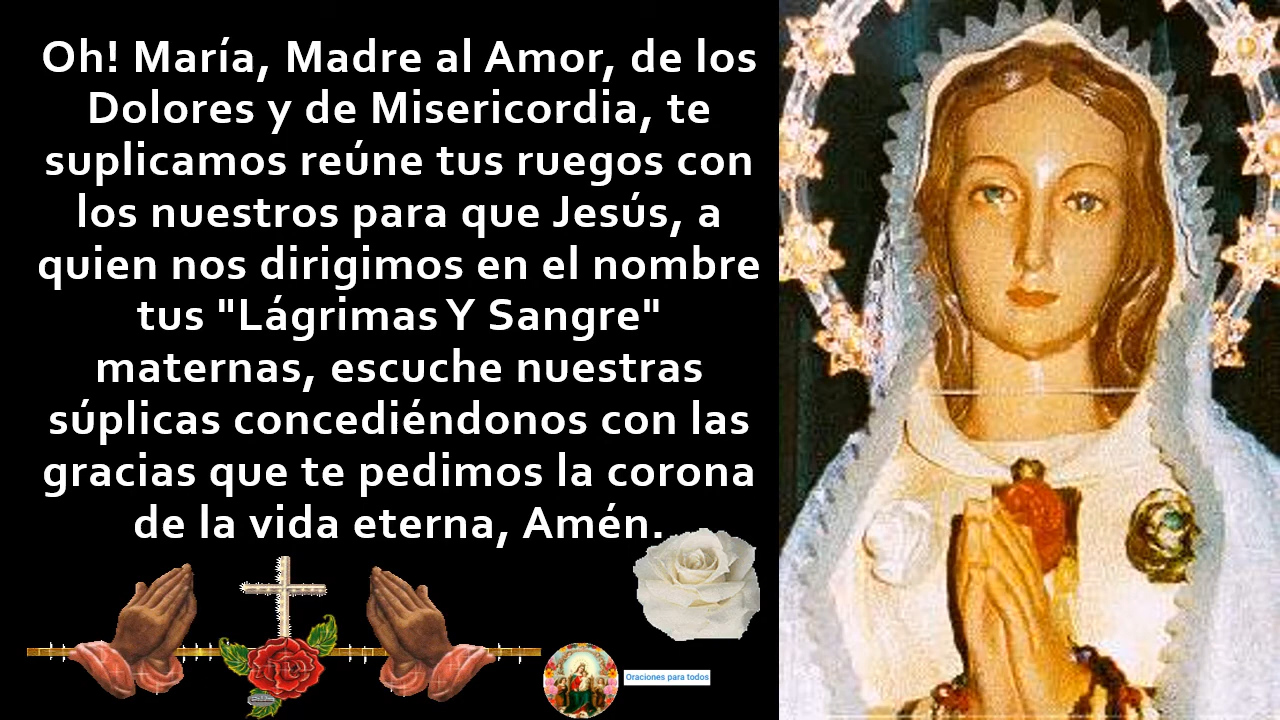 Oh! María, Madre al Amor, de los
Dolores y de Misericordia, te
suplicamos reúne tus ruegos con
los nuestros para que Jesús, a
quien nos dirigimos en el nombre
tus "Lágrimas Y Sangre"
maternas, escuche nuestras
súplicas concediéndonos con las
gracias que te pedimos la corona
de la vida eterna, Amén.
Oraciones para todos